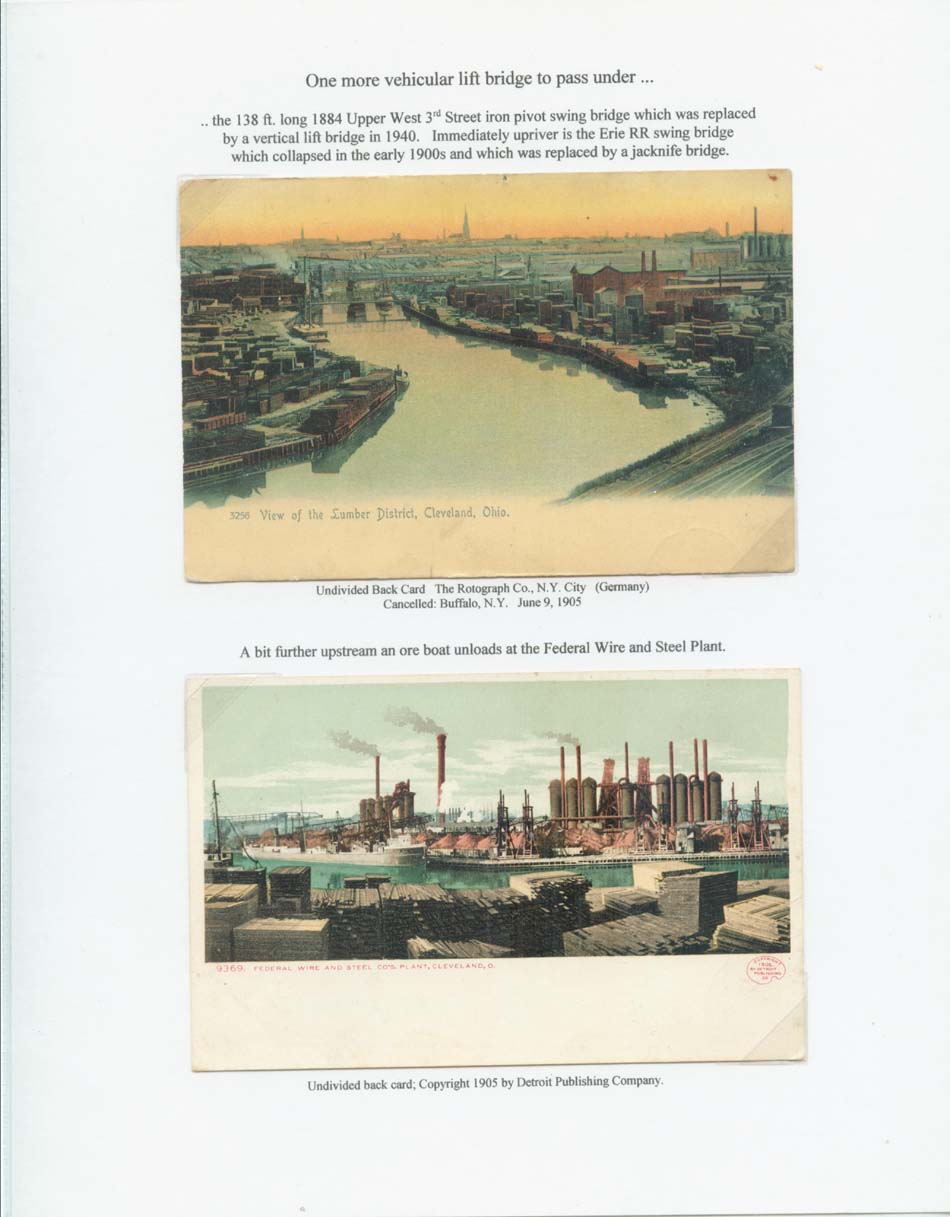 One more vehicular lift bridge to pass under ...
.. the 138 ft. long 1884 Upper West 3rd Street iron pivot swing bridge which was replaced
by a vertical lift bridge in 1940. Immediately upriver is the Erie RR swing bridge
which collapsed in the early 1900s and which was replaced by a jacknife bridge.
3256 View of the Lumber District, Cleveland, Ohio.
Undivided Back Card The Rotograph Co., N.Y. City (Germany)
Cancelled: Buffalo, N.Y. June 9, 1905
A bit further upstream an ore boat unloads at the Federal Wire and Steel Plant.
9369. FEDERAL WIRE AND STEEL CO'S. PLANT, CLEVELAND, O.
COPYRIGHT
1905
BY DETROIT
PUBLISHING
CO
Undivided back card; Copyright 1905 by Detroit Publishing Company.